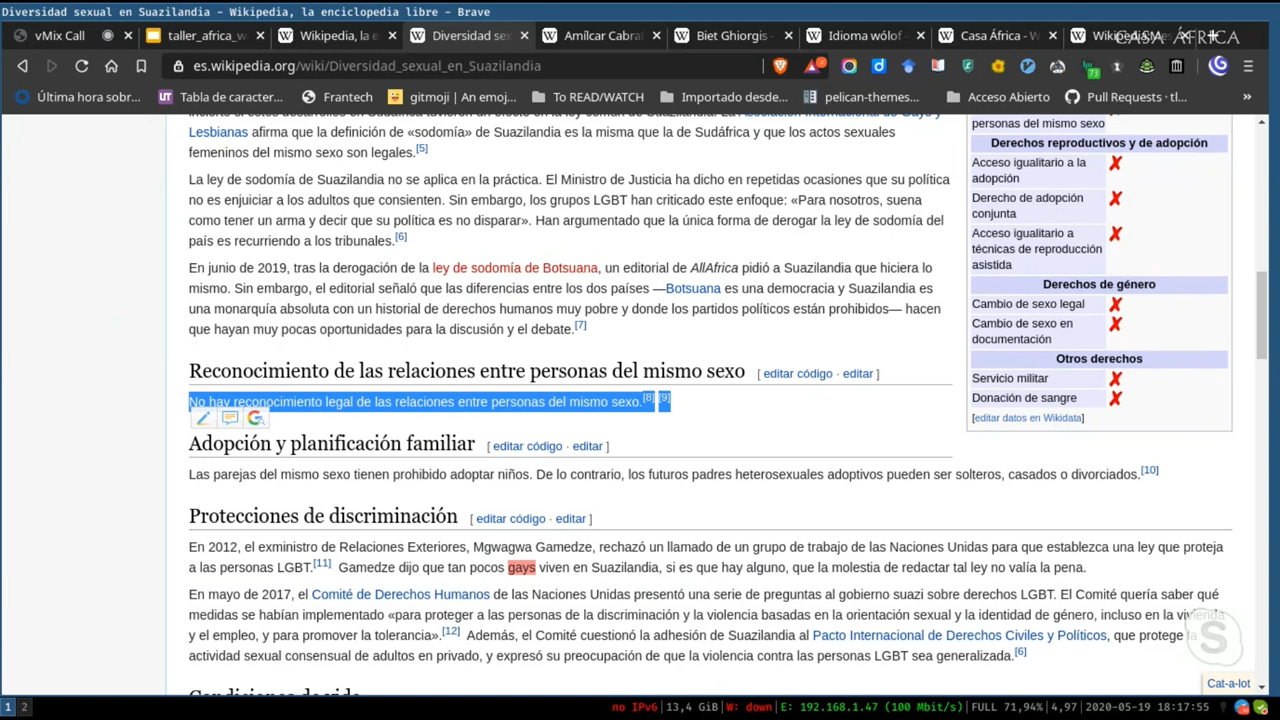 Diversidad sexual en Suazilandia - Wikipedia, la enciclopedia libre - Brave
vMix Call
taller_africa_w
Wikipedia, la e
Diversidad sex
Amílcar Cabral
Biet Ghiorgis -
Idioma wólof -
Casa África - W
CASA ÁFRICA
es.wikipedia.org/wiki/Diversidad_sexual_en_Suazilandia
73
Última hora sobr...
Tabla de caracter...
Frantech
gitmoji | An emoj...
To READ/WATCH
Importado desde...
pelican-themes...
Acceso Abierto
Pull Requests · tl...
»
Lesbianas afirma que la definición de «sodomía» de Suazilandia es la misma que la de Sudáfrica y que los actos sexuales
femeninos del mismo sexo son legales.[5]
La ley de sodomía de Suazilandia no se aplica en la práctica. El Ministro de Justicia ha dicho en repetidas ocasiones que su política
no es enjuiciar a los adultos que consienten. Sin embargo, los grupos LGBT han criticado este enfoque: «Para nosotros, suena
como tener un arma y decir que su política es no disparar». Han argumentado que la única forma de derogar la ley de sodomía del
país es recurriendo a los tribunales.[6]
En junio de 2019, tras la derogación de la ley de sodomía de Botsuana, un editorial de AllAfrica pidió a Suazilandia que hiciera lo
mismo. Sin embargo, el editorial señaló que las diferencias entre los dos países —Botsuana es una democracia y Suazilandia es
una monarquía absoluta con un historial de derechos humanos muy pobre y donde los partidos políticos están prohibidos— hacen
que hayan muy pocas oportunidades para la discusión y el debate.[7]
Reconocimiento de las relaciones entre personas del mismo sexo [ editar código · editar ]
No hay reconocimiento legal de las relaciones entre personas del mismo sexo.[8] [9]
Adopción y planificación familiar [ editar código · editar ]
Las parejas del mismo sexo tienen prohibido adoptar niños. De lo contrario, los futuros padres heterosexuales adoptivos pueden ser solteros, casados o divorciados.[10]
Protecciones de discriminación [ editar código · editar ]
En 2012, el exministro de Relaciones Exteriores, Mgwagwa Gamedze, rechazó un llamado de un grupo de trabajo de las Naciones Unidas para que establezca una ley que proteja
a las personas LGBT.[11] Gamedze dijo que tan pocos gays viven en Suazilandia, si es que hay alguno, que la molestia de redactar tal ley no valía la pena.
En mayo de 2017, el Comité de Derechos Humanos de las Naciones Unidas presentó una serie de preguntas al gobierno suazi sobre derechos LGBT. El Comité quería saber qué
medidas se habían implementado «para proteger a las personas de la discriminación y la violencia basadas en la orientación sexual y la identidad de género, incluso en la vivienda
y el empleo, y para promover la tolerancia».[12] Además, el Comité cuestionó la adhesión de Suazilandia al Pacto Internacional de Derechos Civiles y Políticos, que protege la
actividad sexual consensual de adultos en privado, y expresó su preocupación de que la violencia contra las personas LGBT sea generalizada.[6]
personas del mismo sexo
Derechos reproductivos y de adopción
Acceso igualitario a la
adopción
Derecho de adopción
conjunta
Acceso igualitario a
técnicas de reproducción
asistida
Derechos de género
Cambio de sexo legal
Cambio de sexo en
documentación
Otros derechos
Servicio militar
Donación de sangre
[editar datos en Wikidata]
Cat-a-lot
1 2
no IPv6 | 13,4 GiB | W: down | E: 192.168.1.47 (100 Mbit/s) | FULL 71,94% | 4,97 | 2020-05-19 18:17:55